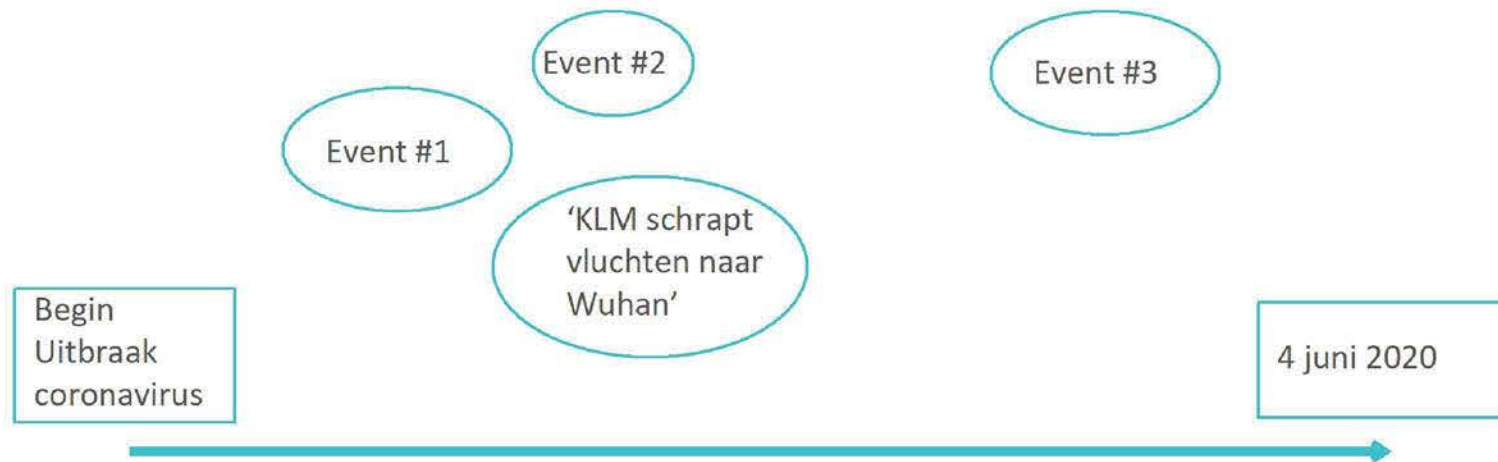 Event #2
Event #3
Event #1
‘KLM schrapt
vluchten naar
Wuhan’
Begin
Uitbraak
coronavirus
4 juni 2020